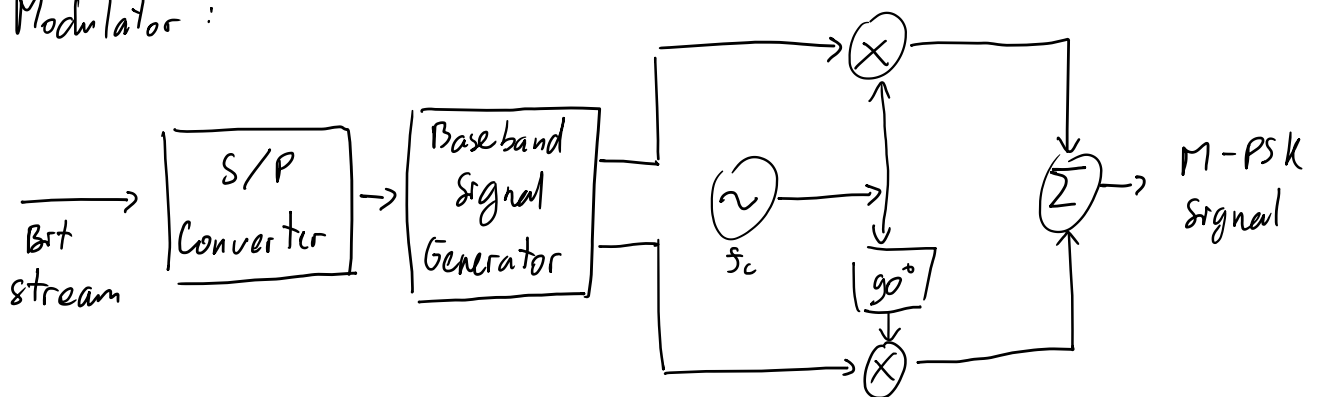 Modulator :
Bit
stream
S/P
Converter
Baseband
Signal
Generator
×
~
fc
90°
×
Σ
M-PSK
Signal